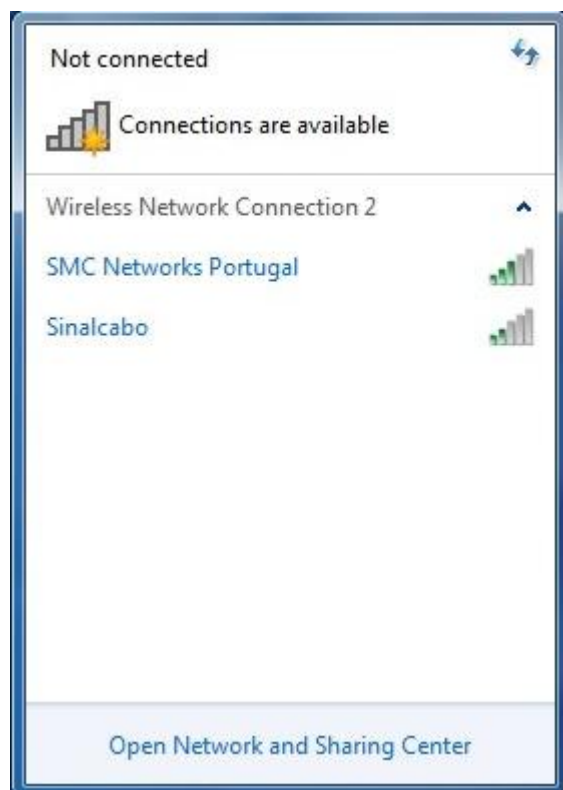 Not connected
Connections are available
Wireless Network Connection 2
SMC Networks Portugal
Sinalcabo
Open Network and Sharing Center